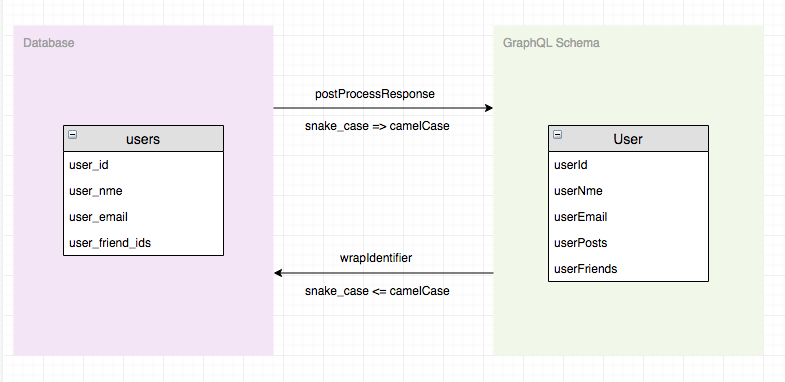 Database
GraphQL Schema
postProcessResponse
snake_case => camelCase
users
user_id
user_nme
user_email
user_friend_ids
User
userId
userNme
userEmail
userPosts
userFriends
wrapIdentifier
snake_case <= camelCase